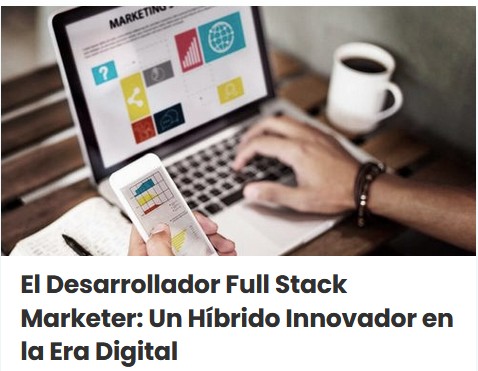 MARKETING
El Desarrollador Full Stack
Marketer: Un Híbrido Innovador en
la Era Digital